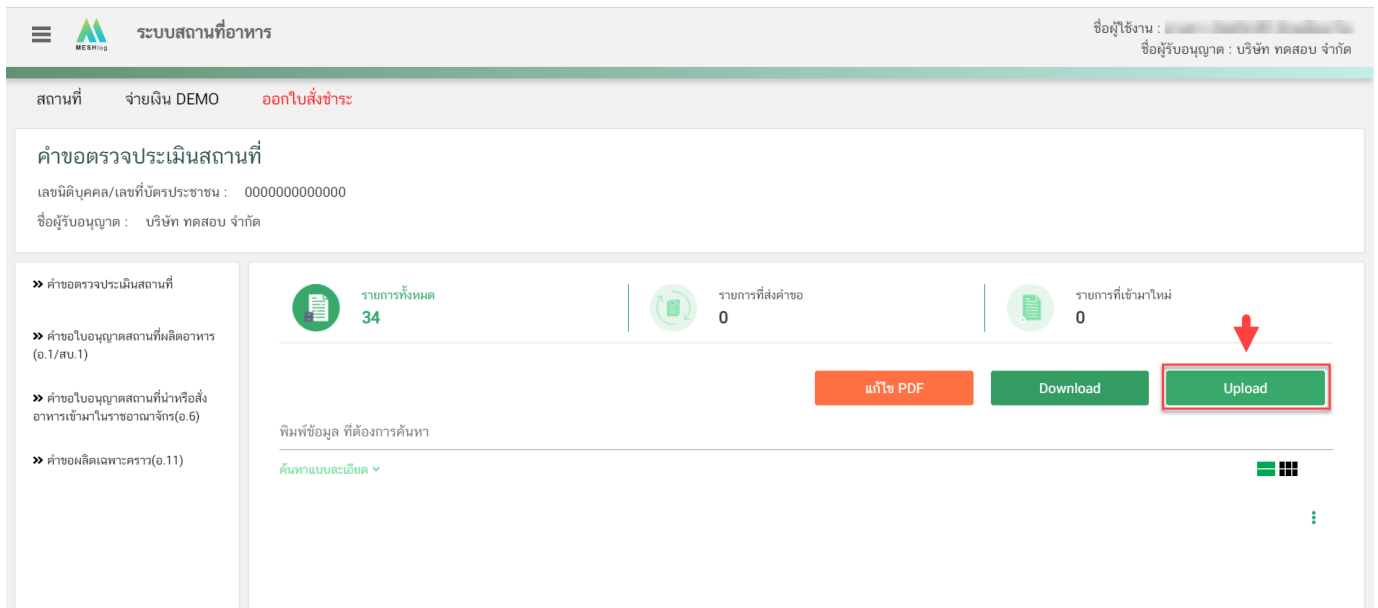 MESHlog
ระบบสถานที่อาหาร
ชื่อผู้ใช้งาน :
ชื่อผู้รับอนุญาต : บริษัท ทดสอบ จำกัด
สถานที่ จ่ายเงิน DEMO ออกใบสั่งชำระ
คำขอตรวจประเมินสถานที่
เลขนิติบุคคล/เลขที่บัตรประชาชน : 0000000000000
ชื่อผู้รับอนุญาต : บริษัท ทดสอบ จำกัด
» คำขอตรวจประเมินสถานที่
» คำขอใบอนุญาตสถานที่ผลิตอาหาร
(อ.1/สบ.1)
» คำขอใบอนุญาตสถานที่นำหรือสั่ง
อาหารเข้ามาในราชอาณาจักร(อ.6)
» คำขอผลิตเฉพาะคราว(อ.11)
รายการทั้งหมด
34
รายการที่ส่งคำขอ
0
รายการที่เข้ามาใหม่
0
แก้ไข PDF Download Upload
พิมพ์ข้อมูล ที่ต้องการค้นหา
ค้นหาแบบละเอียด